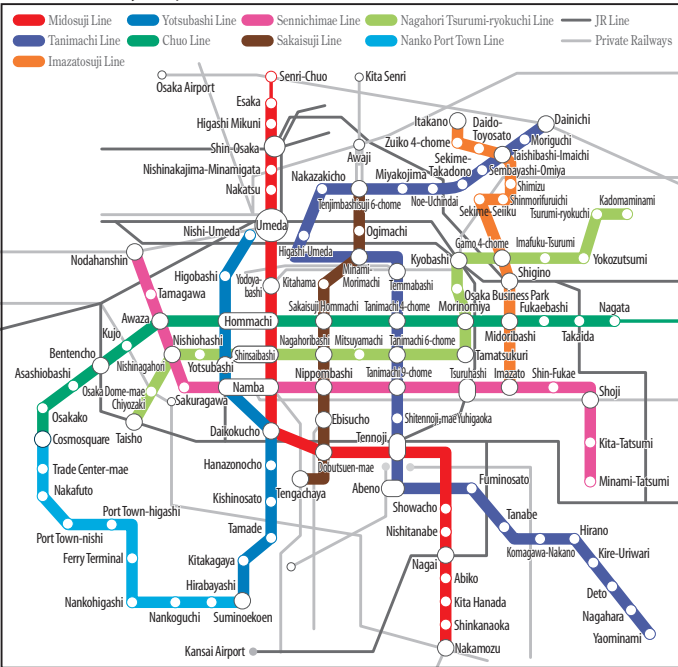 Midosuji Line
Yotsubashi Line
Sennichimae Line
Nagahori Tsurumi-ryokuchi Line
JR Line
Tanimachi Line
Chuo Line
Sakaisuji Line
Nanko Port Town Line
Private Railways
Imazatosuji Line
Osaka Airport
Senri-Chuo
Kita Senri
Esaka
Higashi Mikuni
Shin-Osaka
Nishinakajima-Minamigata
Nakatsu
Umeda
Nishi-Umeda
Awaji
Itakano
Zuiko 4-chome
Daido-
Toyosato
Dainichi
Moriguchi
Taishibashi-Imaichi
Sembayashi-Omiya
Sekime-
Takadono
Shimizu
Shinmorifuruichi
Sekime-Seiiku
Nakazakicho
Miyakojima
Tenjimbashisuji 6-chome
Noe-Uchindai
Tsurumi-ryokuchi
Kadomaminami
Ogimachi
Higashi-Umeda
Kyobashi
Gamo 4-chome
Imafuku-Tsurumi
Yokozutsumi
Nodahanshin
Higobashi
Yodoya-
bashi
Kitahama
Minami-
Morimachi
Temmabashi
Shigino
Tamagawa
Osaka Business Park
Awaza
Hommachi
Sakaisuji Hommachi
Tanimachi 4-chome
Morinomiya
Fukaebashi
Nagata
Midoribashi
Takaida
Kujo
Bentencho
Nishiohashi
Nagahoribashi
Mitsuyamachi
Tanimachi 6-chome
Tamatsukuri
Asashiobashi
Nishinagahori
Yotsubashi
Shinsaibashi
Nippombashi
Tanimachi 9-chome
Tsuruhashi
Imazato
Shin-Fukae
Osaka Dome-mae
Chiyozaki
Namba
Sakuragawa
Shoji
Osakako
Taisho
Ebisucho
Shitennoji-mae Yuhigaoka
Cosmosquare
Daikokucho
Tennoji
Kita-Tatsumi
Dobutsuen-mae
Trade Center-mae
Hanazonocho
Minami-Tatsumi
Nakafuto
Kishinosato
Tengachaya
Abeno
Fuminosato
Port Town-higashi
Tamade
Showacho
Tanabe
Port Town-nishi
Nishitanabe
Hirano
Komagawa-Nakano
Ferry Terminal
Kitakagaya
Nagai
Kire-Uriwari
Hirabayashi
Abiko
Deto
Nankohigashi
Nankoguchi
Suminoekoen
Kita Hanada
Nagahara
Shinkanaoka
Yaominami
Kansai Airport
Nakamozu